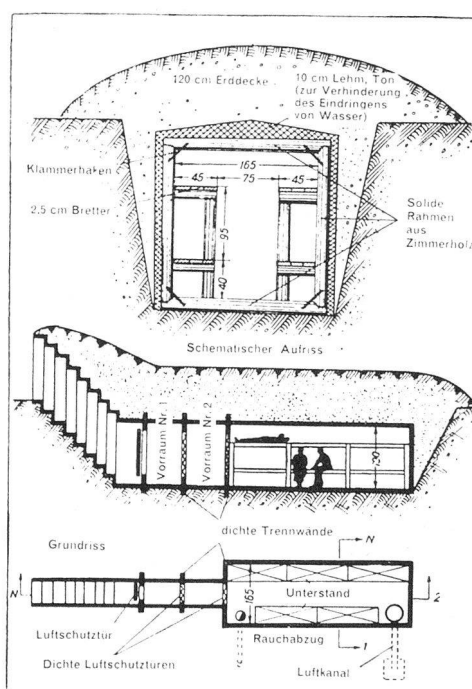 120 cm Erddecke
10 cm Lehm, Ton
(zur Verhinderung
des Eindringens
von Wasser)
Klammerhaken
165
45
75
45
2,5 cm Bretter
95
40
Solide
Rahmen
aus
Zimmerholz
Schematischer Aufriss
Vorraum Nr. 1
Vorraum Nr. 2
dichte Trennwände
Grundriss
N
N
165
Unterstand
2
Luftschutztür
Rauchabzug
1
Dichte Luftschutztüren
Luftkanal